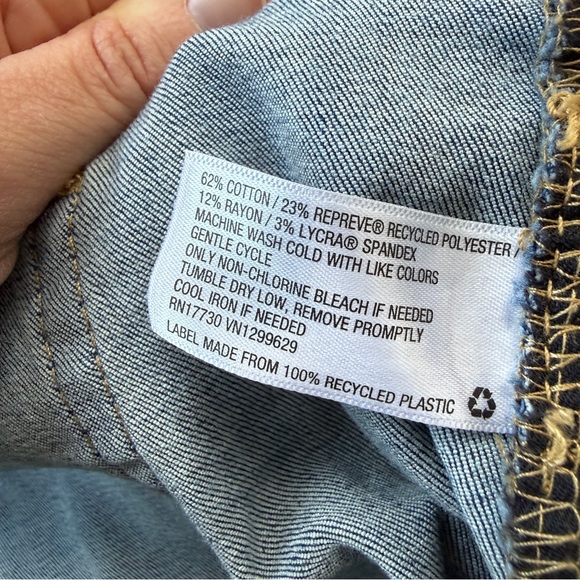 62% COTTON / 23% REPREVE® RECYCLED POLYESTER /
12% RAYON / 3% LYCRA® SPANDEX
MACHINE WASH COLD WITH LIKE COLORS
GENTLE CYCLE
ONLY NON-CHLORINE BLEACH IF NEEDED
TUMBLE DRY LOW, REMOVE PROMPTLY
COOL IRON IF NEEDED
RN17730 VN1299629
LABEL MADE FROM 100% RECYCLED PLASTIC